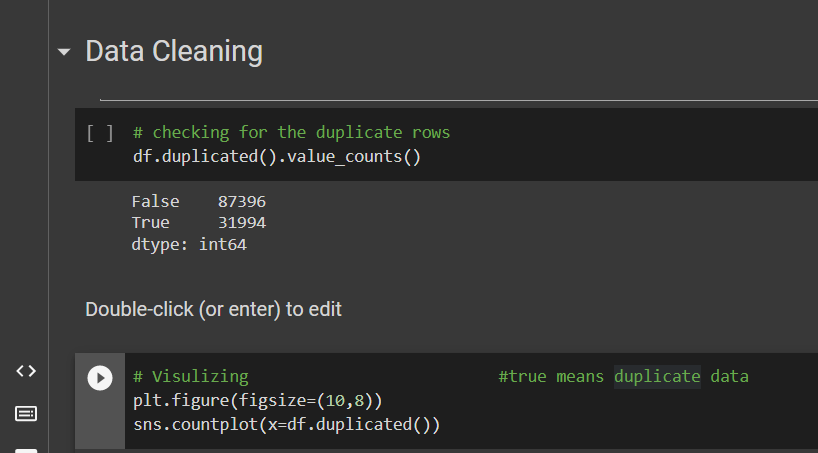 Data Cleaning
[ ] # checking for the duplicate rows
df.duplicated().value_counts()
False    87396
True     31994
dtype: int64
Double-click (or enter) to edit
# Visulizing                          #true means duplicate data
plt.figure(figsize=(10,8))
sns.countplot(x=df.duplicated())